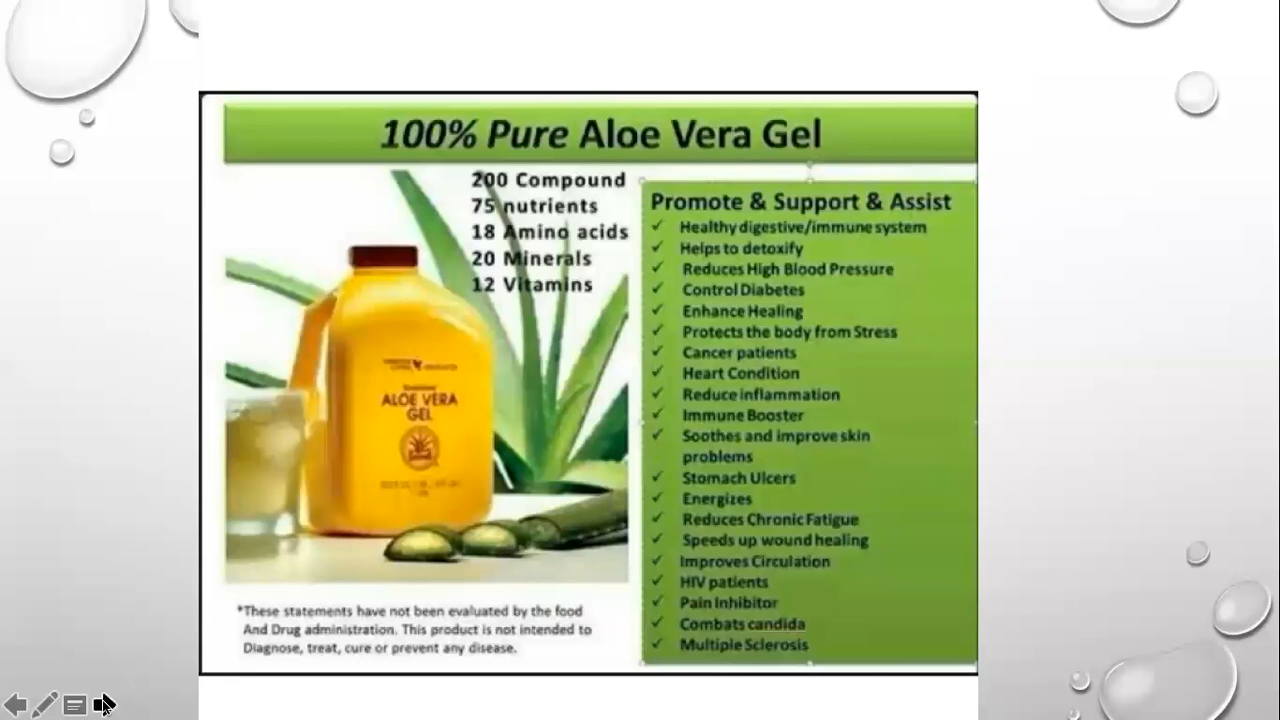 100% Pure Aloe Vera Gel
200 Compound
75 nutrients
18 Amino acids
20 Minerals
12 Vitamins
ALOE VERA
GEL
*These statements have not been evaluated by the food
And Drug administration. This product is not intended to
Diagnose, treat, cure or prevent any disease.
Promote & Support & Assist
✓ Healthy digestive/immune system
✓ Helps to detoxify
✓ Reduces High Blood Pressure
✓ Control Diabetes
✓ Enhance Healing
✓ Protects the body from Stress
✓ Cancer patients
✓ Heart Condition
✓ Reduce inflammation
✓ Immune Booster
✓ Soothes and improve skin
problems
✓ Stomach Ulcers
✓ Energizes
✓ Reduces Chronic Fatigue
✓ Speeds up wound healing
✓ Improves Circulation
✓ HIV patients
✓ Pain Inhibitor
✓ Combats candida
✓ Multiple Sclerosis